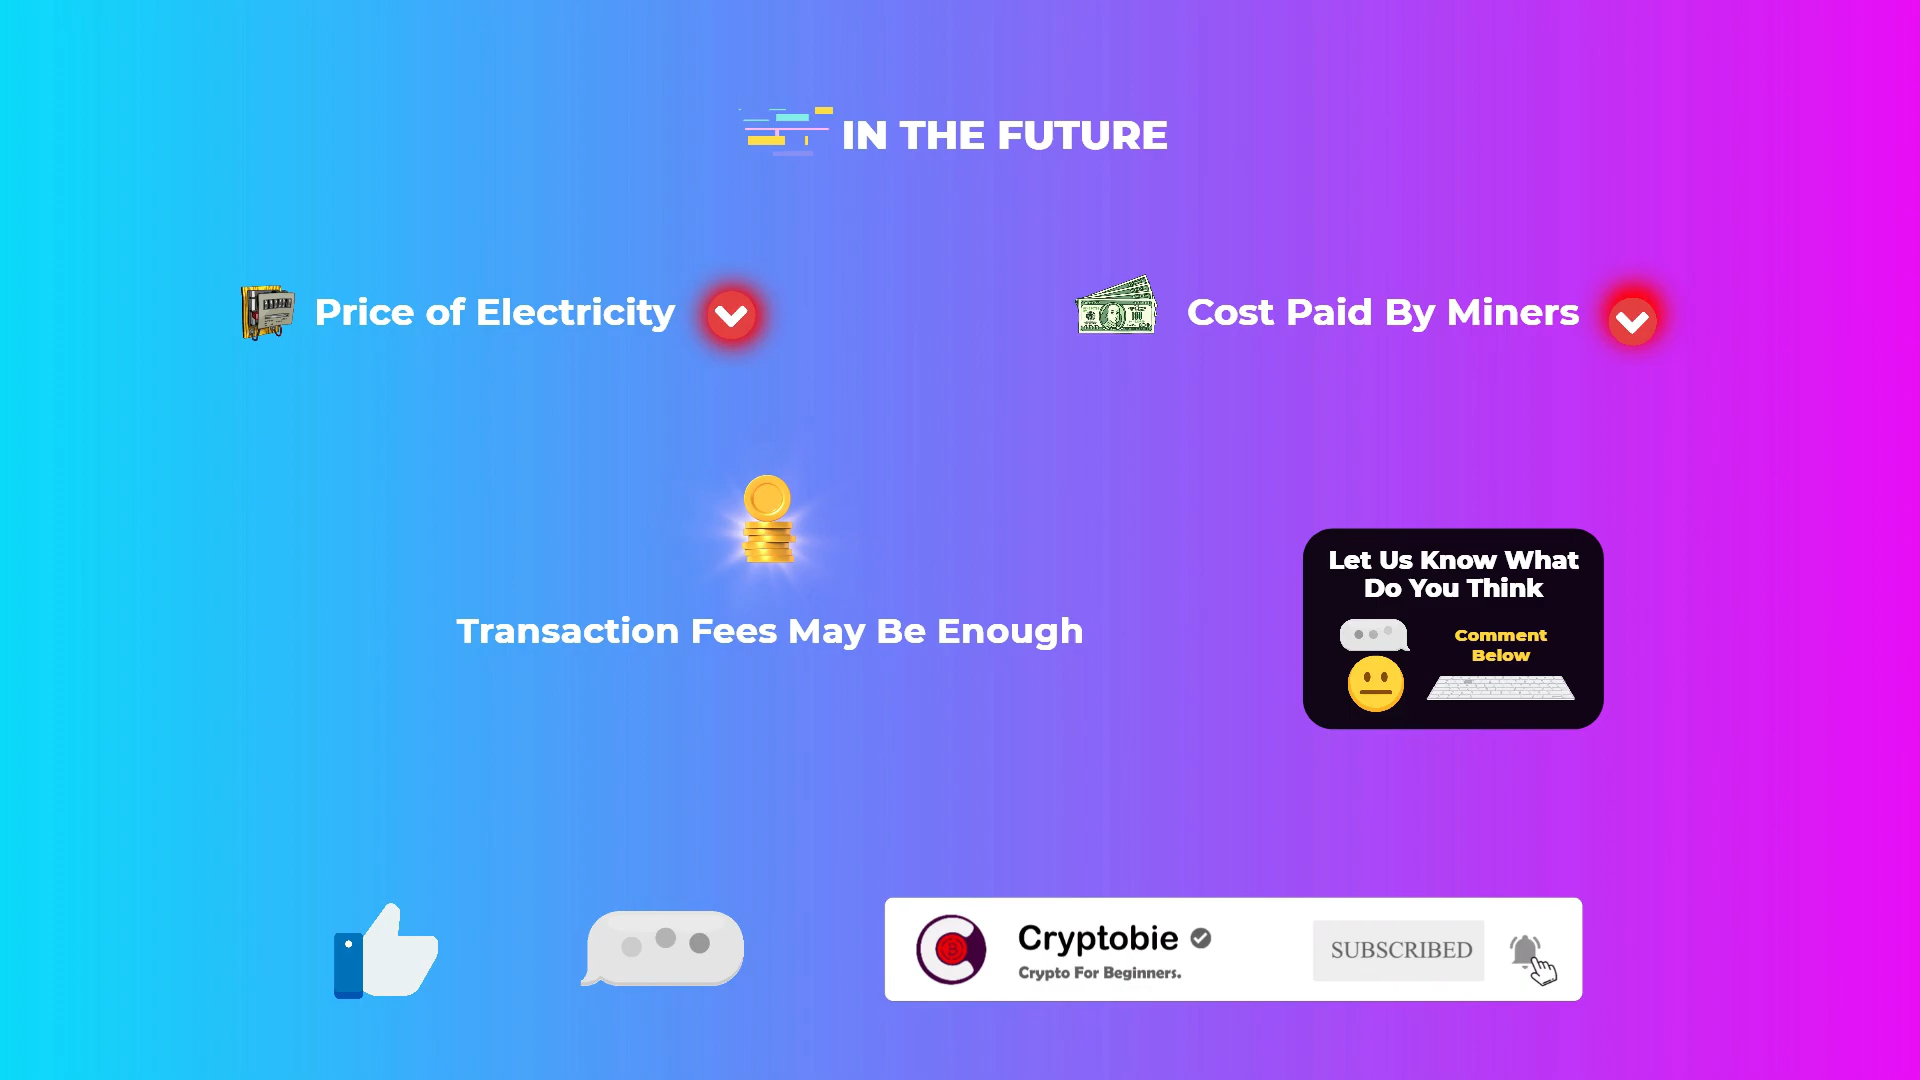 IN THE FUTURE
Price of Electricity
Cost Paid By Miners
Transaction Fees May Be Enough
Let Us Know What
Do You Think
Comment
Below
Cryptobie
Crypto For Beginners.
SUBSCRIBED